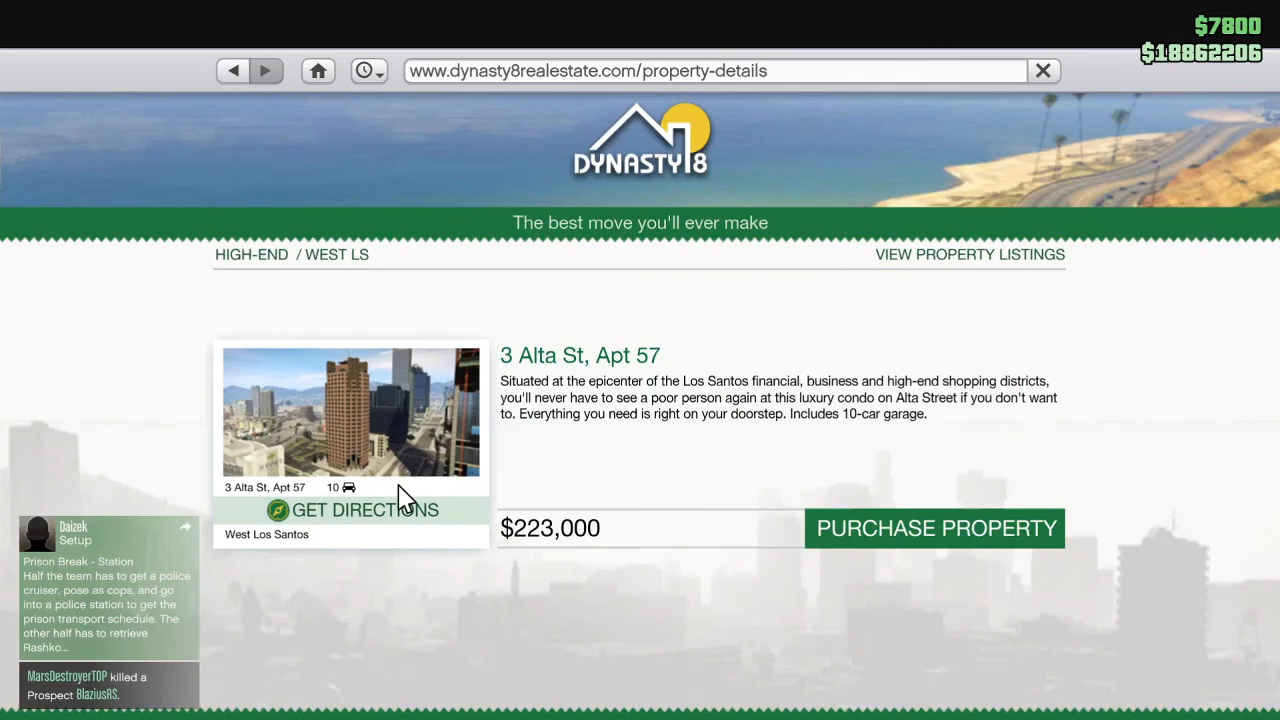 $7800
$18862206
www.dynasty8realestate.com/property-details
DYNASTY 8
The best move you'll ever make
HIGH-END / WEST LS
VIEW PROPERTY LISTINGS
3 Alta St, Apt 57
Situated at the epicenter of the Los Santos financial, business and high-end shopping districts,
you'll never have to see a poor person again at this luxury condo on Alta Street if you don't want
to. Everything you need is right on your doorstep. Includes 10-car garage.
3 Alta St, Apt 57 10
GET DIRECTIONS
West Los Santos
$223,000
PURCHASE PROPERTY
Daizek
Setup
Prison Break - Station
Half the team has to get a police
cruiser, pose as cops, and go
into a police station to get the
prison transport schedule. The
other half has to retrieve
Rashko...
MarsDestroyerTOP killed a
Prospect BlaziusRS.